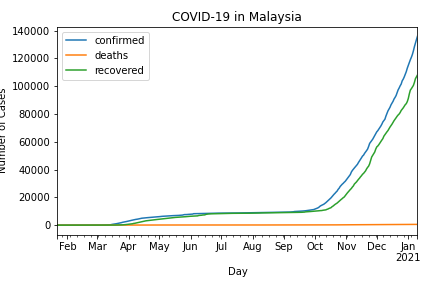 COVID-19 in Malaysia
140000
120000
100000
80000
60000
40000
20000
0
Number of Cases
confirmed
deaths
recovered
Feb Mar Apr May Jun Jul Aug Sep Oct Nov Dec Jan
2021
Day